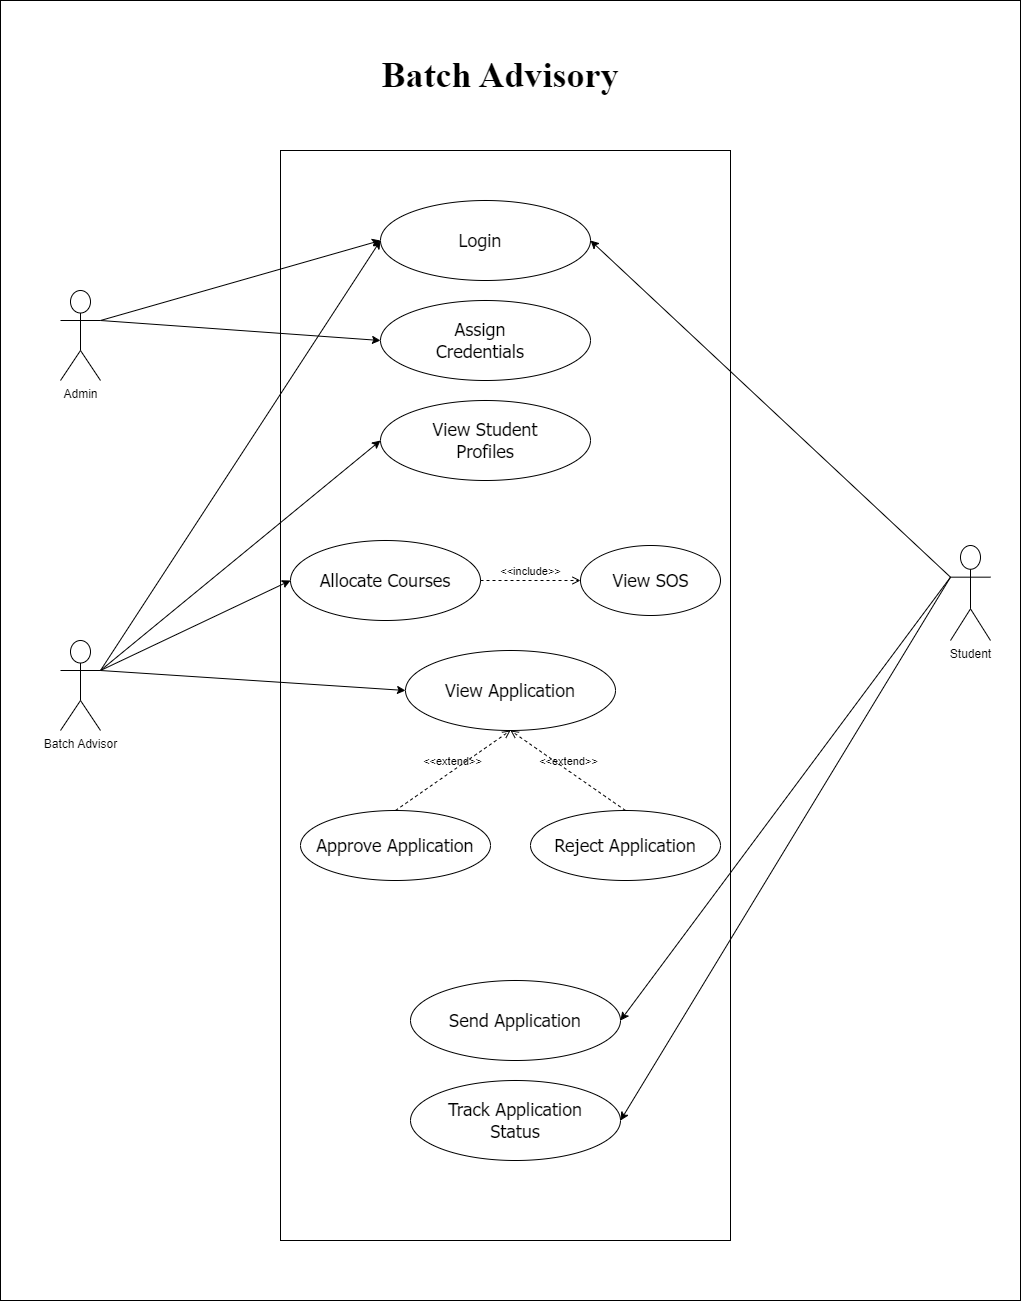 Batch Advisory
Login
Assign
Credentials
Admin
View Student
Profiles
Allocate Courses
<<include>>
View SOS
Student
View Application
Batch Advisor
<<extend>>
<<extend>>
Approve Application
Reject Application
Send Application
Track Application
Status